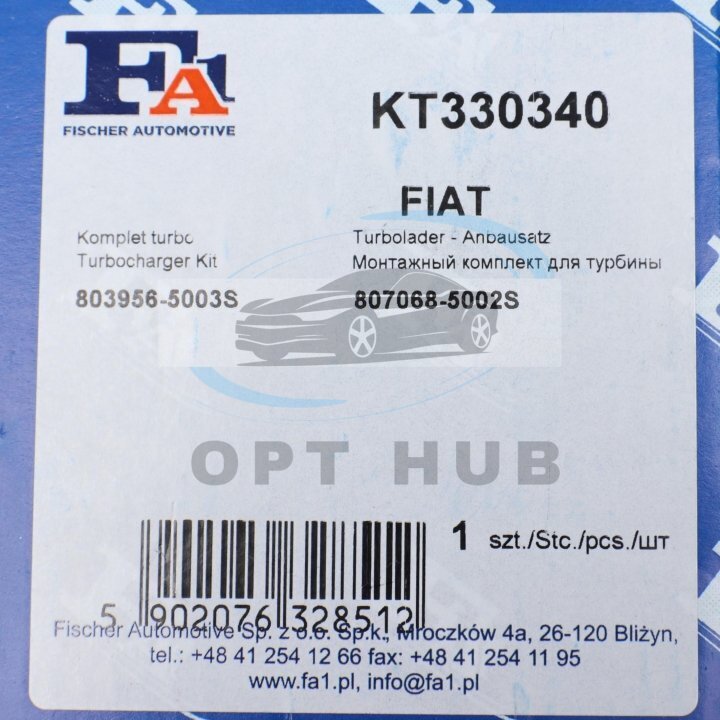 FA1
FISCHER AUTOMOTIVE
KT330340
FIAT
Komplet turbo
Turbocharger Kit
803956-5003S
Turbolader - Anbausatz
Монтажный комплект для турбины
807068-5002S
OPT HUB
1 szt./Stc./pcs./шт
5 902076 328512
Fischer Automotive Sp. z o.o. Sp.k., Mroczków 4a, 26-120 Bliżyn,
tel.: +48 41 254 12 66 fax: +48 41 254 11 95
www.fa1.pl, info@fa1.pl